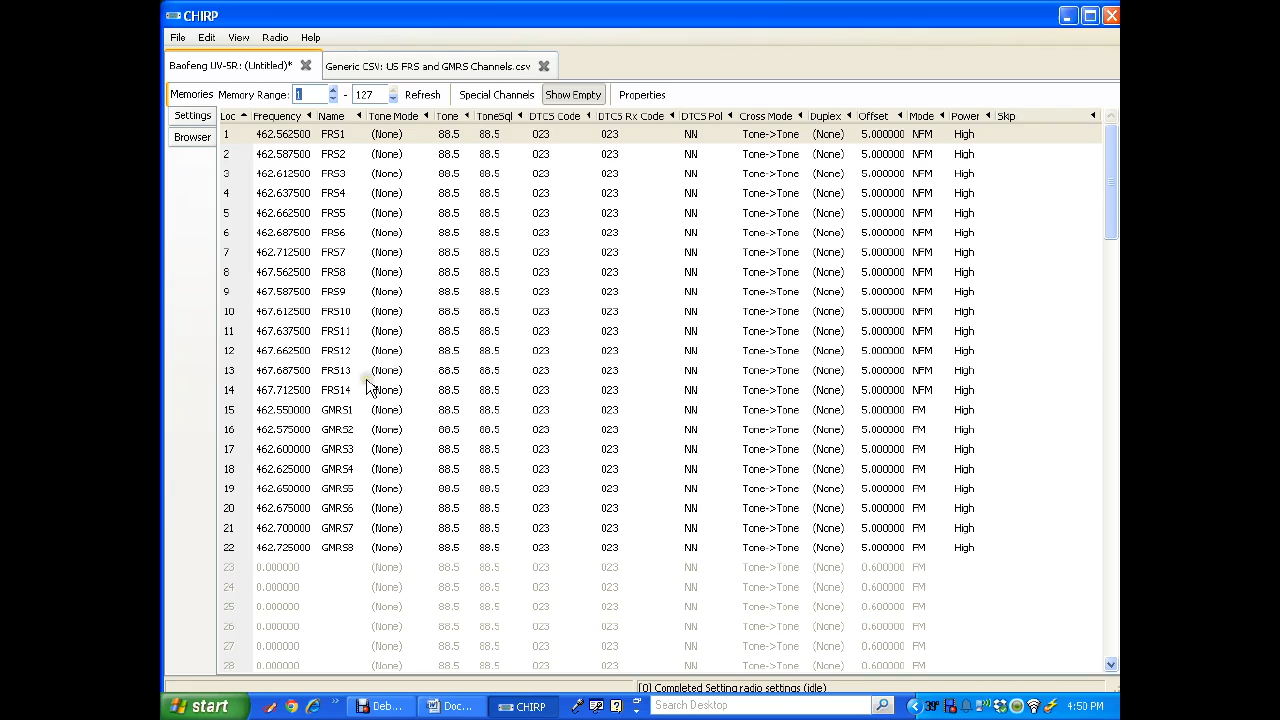 CHIRP
File Edit View Radio Help
Baofeng UV-5R: (Untitled)* Generic CSV: US FRS and GMRS Channels.csv
Memories Memory Range: 1 - 127 Refresh Special Channels Show Empty Properties
Settings
Browser
Loc Frequency Name Tone Mode Tone ToneSql DTCS Code DTCS Rx Code DTCS Pol Cross Mode Duplex Offset Mode Power Skip
1 462.562500 FRS1 (None) 88.5 88.5 023 023 NN Tone->Tone (None) 5.000000 NFM High
2 462.587500 FRS2 (None) 88.5 88.5 023 023 NN Tone->Tone (None) 5.000000 NFM High
3 462.612500 FRS3 (None) 88.5 88.5 023 023 NN Tone->Tone (None) 5.000000 NFM High
4 462.637500 FRS4 (None) 88.5 88.5 023 023 NN Tone->Tone (None) 5.000000 NFM High
5 462.662500 FRS5 (None) 88.5 88.5 023 023 NN Tone->Tone (None) 5.000000 NFM High
6 462.687500 FRS6 (None) 88.5 88.5 023 023 NN Tone->Tone (None) 5.000000 NFM High
7 462.712500 FRS7 (None) 88.5 88.5 023 023 NN Tone->Tone (None) 5.000000 NFM High
8 467.562500 FRS8 (None) 88.5 88.5 023 023 NN Tone->Tone (None) 5.000000 NFM High
9 467.587500 FRS9 (None) 88.5 88.5 023 023 NN Tone->Tone (None) 5.000000 NFM High
10 467.612500 FRS10 (None) 88.5 88.5 023 023 NN Tone->Tone (None) 5.000000 NFM High
11 467.637500 FRS11 (None) 88.5 88.5 023 023 NN Tone->Tone (None) 5.000000 NFM High
12 467.662500 FRS12 (None) 88.5 88.5 023 023 NN Tone->Tone (None) 5.000000 NFM High
13 467.687500 FRS13 (None) 88.5 88.5 023 023 NN Tone->Tone (None) 5.000000 NFM High
14 467.712500 FRS14 (None) 88.5 88.5 023 023 NN Tone->Tone (None) 5.000000 NFM High
15 462.550000 GMRS1 (None) 88.5 88.5 023 023 NN Tone->Tone (None) 5.000000 FM High
16 462.575000 GMRS2 (None) 88.5 88.5 023 023 NN Tone->Tone (None) 5.000000 FM High
17 462.600000 GMRS3 (None) 88.5 88.5 023 023 NN Tone->Tone (None) 5.000000 FM High
18 462.625000 GMRS4 (None) 88.5 88.5 023 023 NN Tone->Tone (None) 5.000000 FM High
19 462.650000 GMRS5 (None) 88.5 88.5 023 023 NN Tone->Tone (None) 5.000000 FM High
20 462.675000 GMRS6 (None) 88.5 88.5 023 023 NN Tone->Tone (None) 5.000000 FM High
21 462.700000 GMRS7 (None) 88.5 88.5 023 023 NN Tone->Tone (None) 5.000000 FM High
22 462.725000 GMRS8 (None) 88.5 88.5 023 023 NN Tone->Tone (None) 5.000000 FM High
23 0.000000 (None) 88.5 88.5 023 023 NN Tone->Tone (None) 0.600000 FM
24 0.000000 (None) 88.5 88.5 023 023 NN Tone->Tone (None) 0.600000 FM
25 0.000000 (None) 88.5 88.5 023 023 NN Tone->Tone (None) 0.600000 FM
26 0.000000 (None) 88.5 88.5 023 023 NN Tone->Tone (None) 0.600000 FM
27 0.000000 (None) 88.5 88.5 023 023 NN Tone->Tone (None) 0.600000 FM
28 0.000000 (None) 88.5 88.5 023 023 NN Tone->Tone (None) 0.600000 FM
[0] Completed Setting radio settings (idle)
start Deb... Doc... CHIRP Search Desktop 39° 4:50 PM